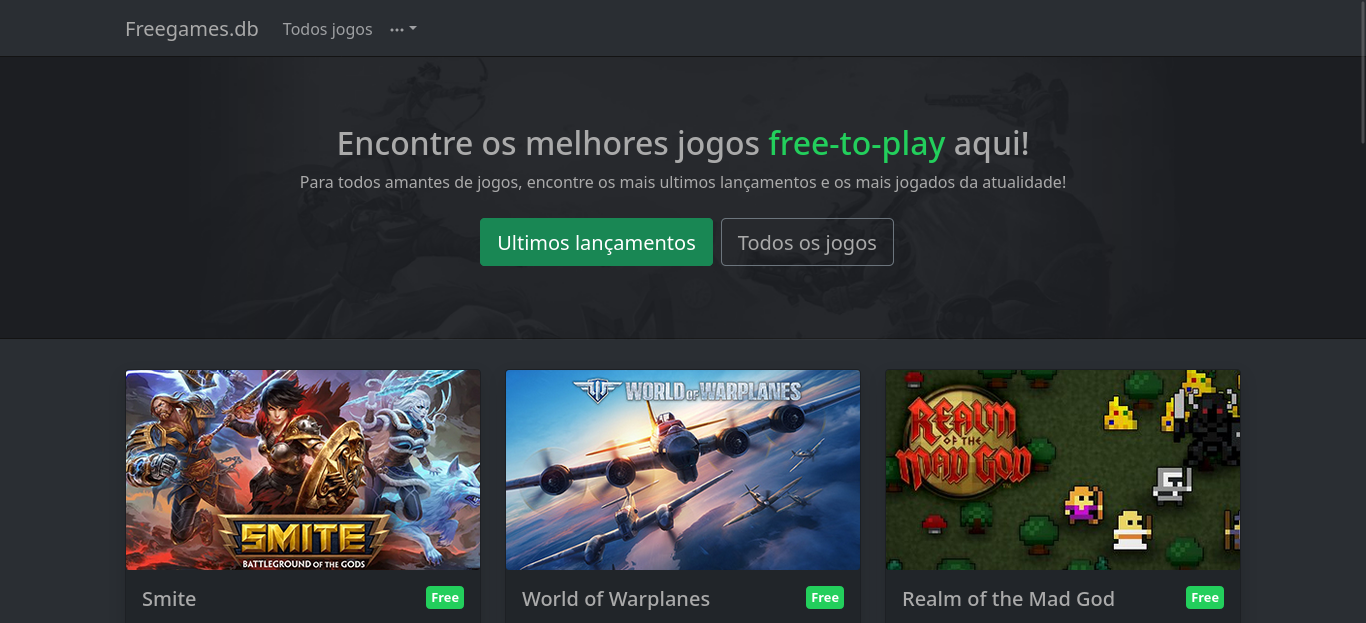 Freegames.db Todos jogos ...
Encontre os melhores jogos free-to-play aqui!
Para todos amantes de jogos, encontre os mais ultimos lançamentos e os mais jogados da atualidade!
Ultimos lançamentos Todos os jogos
SMITE
BATTLEGROUND OF THE GODS
WORLD OF WARPLANES
REALM
OF THE
MAD GOD
Smite Free
World of Warplanes Free
Realm of the Mad God Free